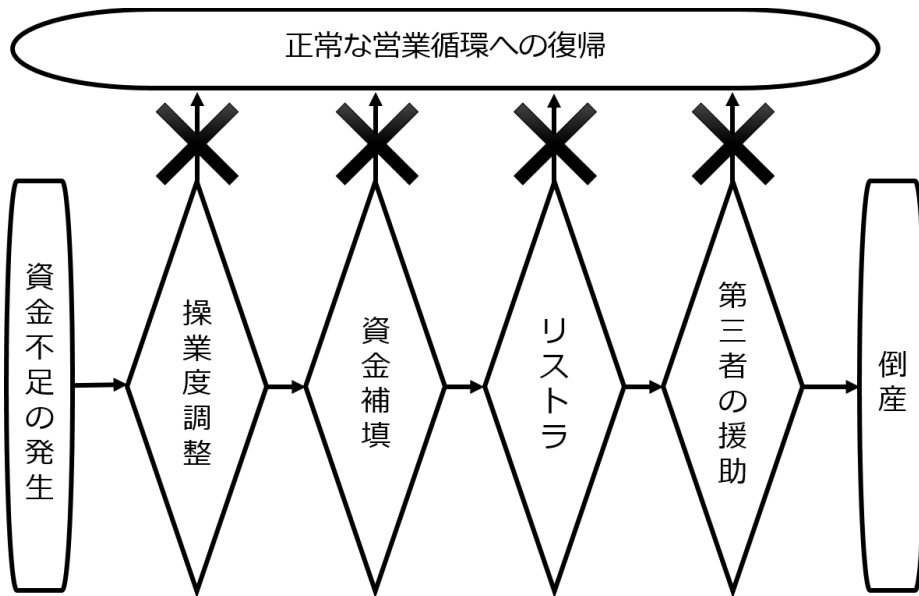 正常な営業循環への復帰
資金不足の発生
操業度調整
資金補填
リストラ
第三者の援助
倒産